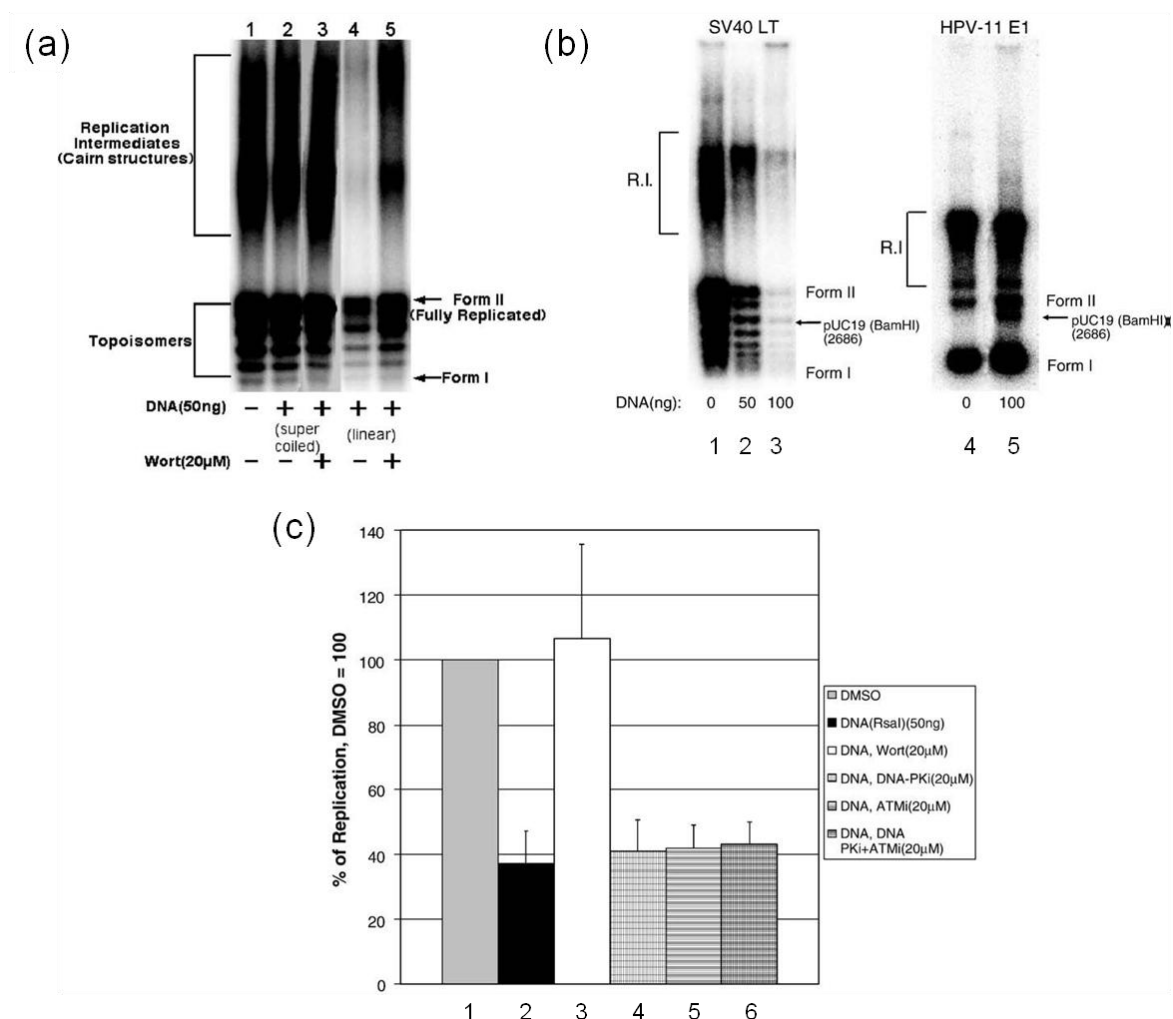 (a)
1 2 3 4 5
Replication
Intermediates
(Cairn structures)
Topoisomers
Form II
(Fully Replicated)
Form I
DNA(50ng) − + + + +
(super
coiled)
(linear)
Wort(20µM) − − + − +
(b)
SV40 LT
R.I.
Form II
pUC19 (BamHI)
(2686)
Form I
DNA(ng): 0 50 100
1 2 3
HPV-11 E1
R.I
Form II
pUC19 (BamHI)
(2686)
Form I
0 100
4 5
(c)
% of Replication, DMSO = 100
140
120
100
80
60
40
20
0
1 2 3 4 5 6
DMSO
DNA(RsaI)(50ng)
DNA, Wort(20µM)
DNA, DNA-PKi(20µM)
DNA, ATMi(20µM)
DNA, DNA
PKi+ATMi(20µM)